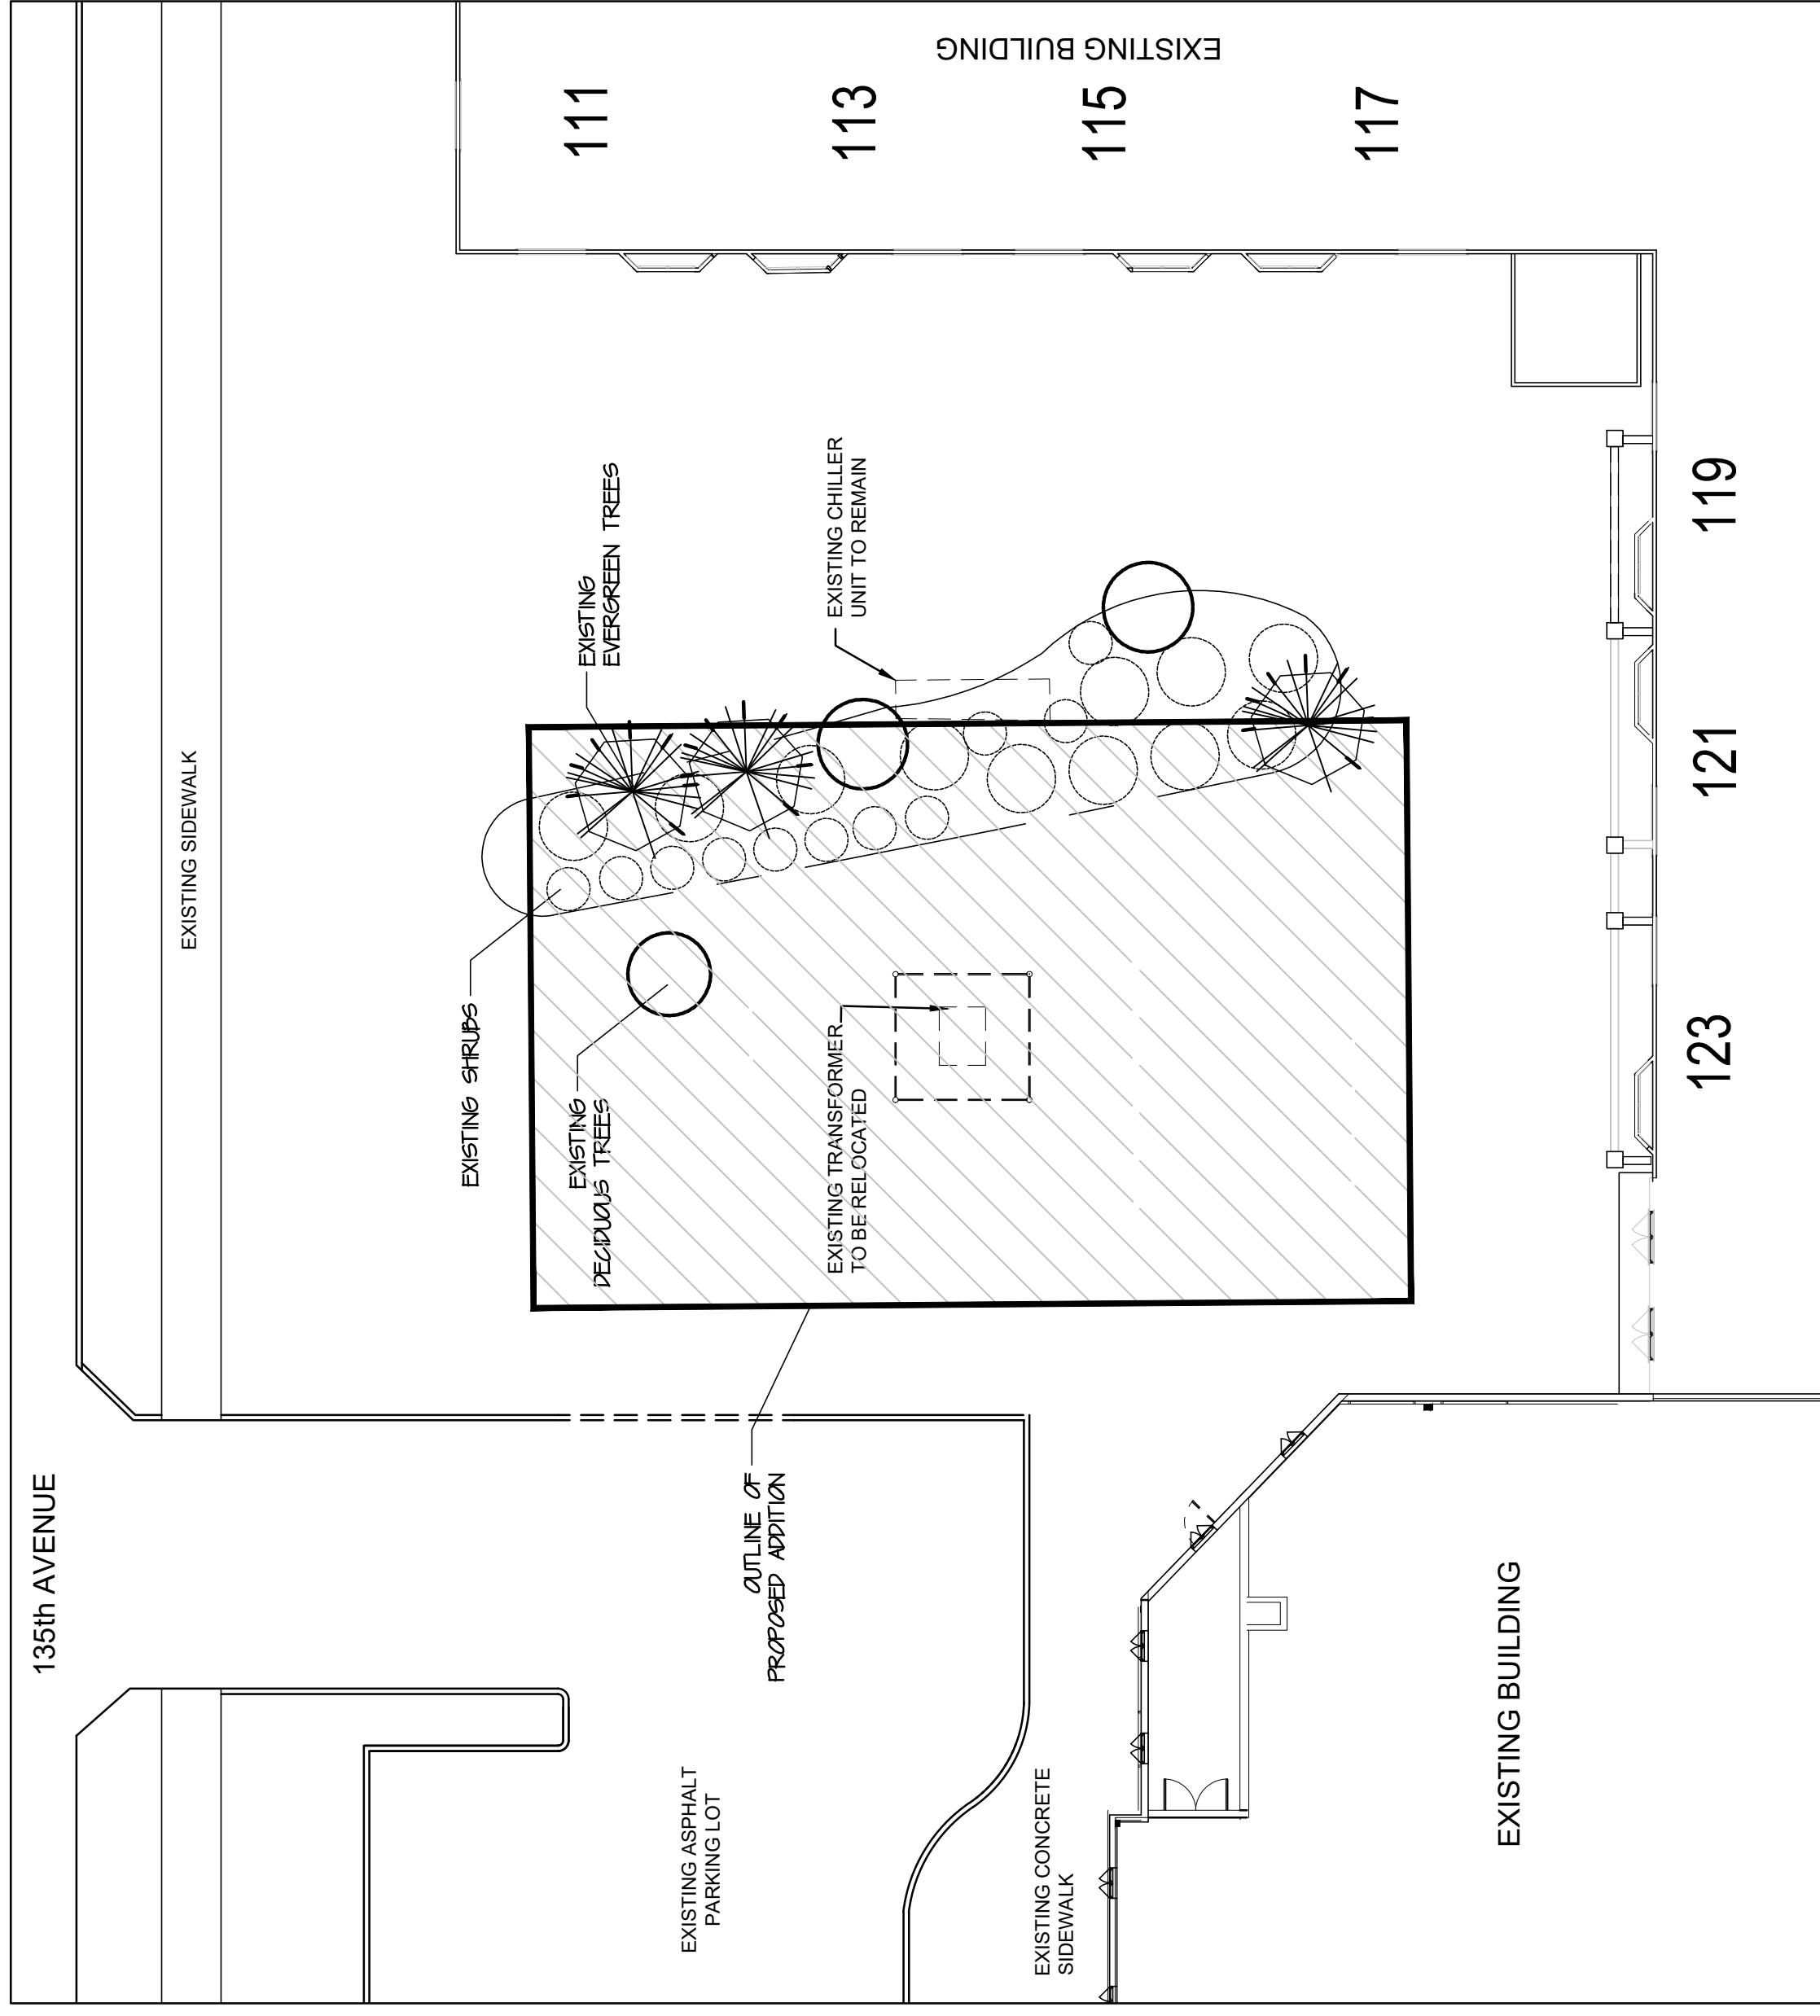 135th AVENUE
EXISTING SIDEWALK
EXISTING BUILDING
111
113
115
117
EXISTING
EVERGREEN TREES
EXISTING CHILLER
UNIT TO REMAIN
EXISTING SHRUBS
EXISTING
DECIDUOUS TREES
EXISTING TRANSFORMER
TO BE RELOCATED
119
121
123
OUTLINE OF
PROPOSED ADDITION
EXISTING ASPHALT
PARKING LOT
EXISTING CONCRETE
SIDEWALK
EXISTING BUILDING